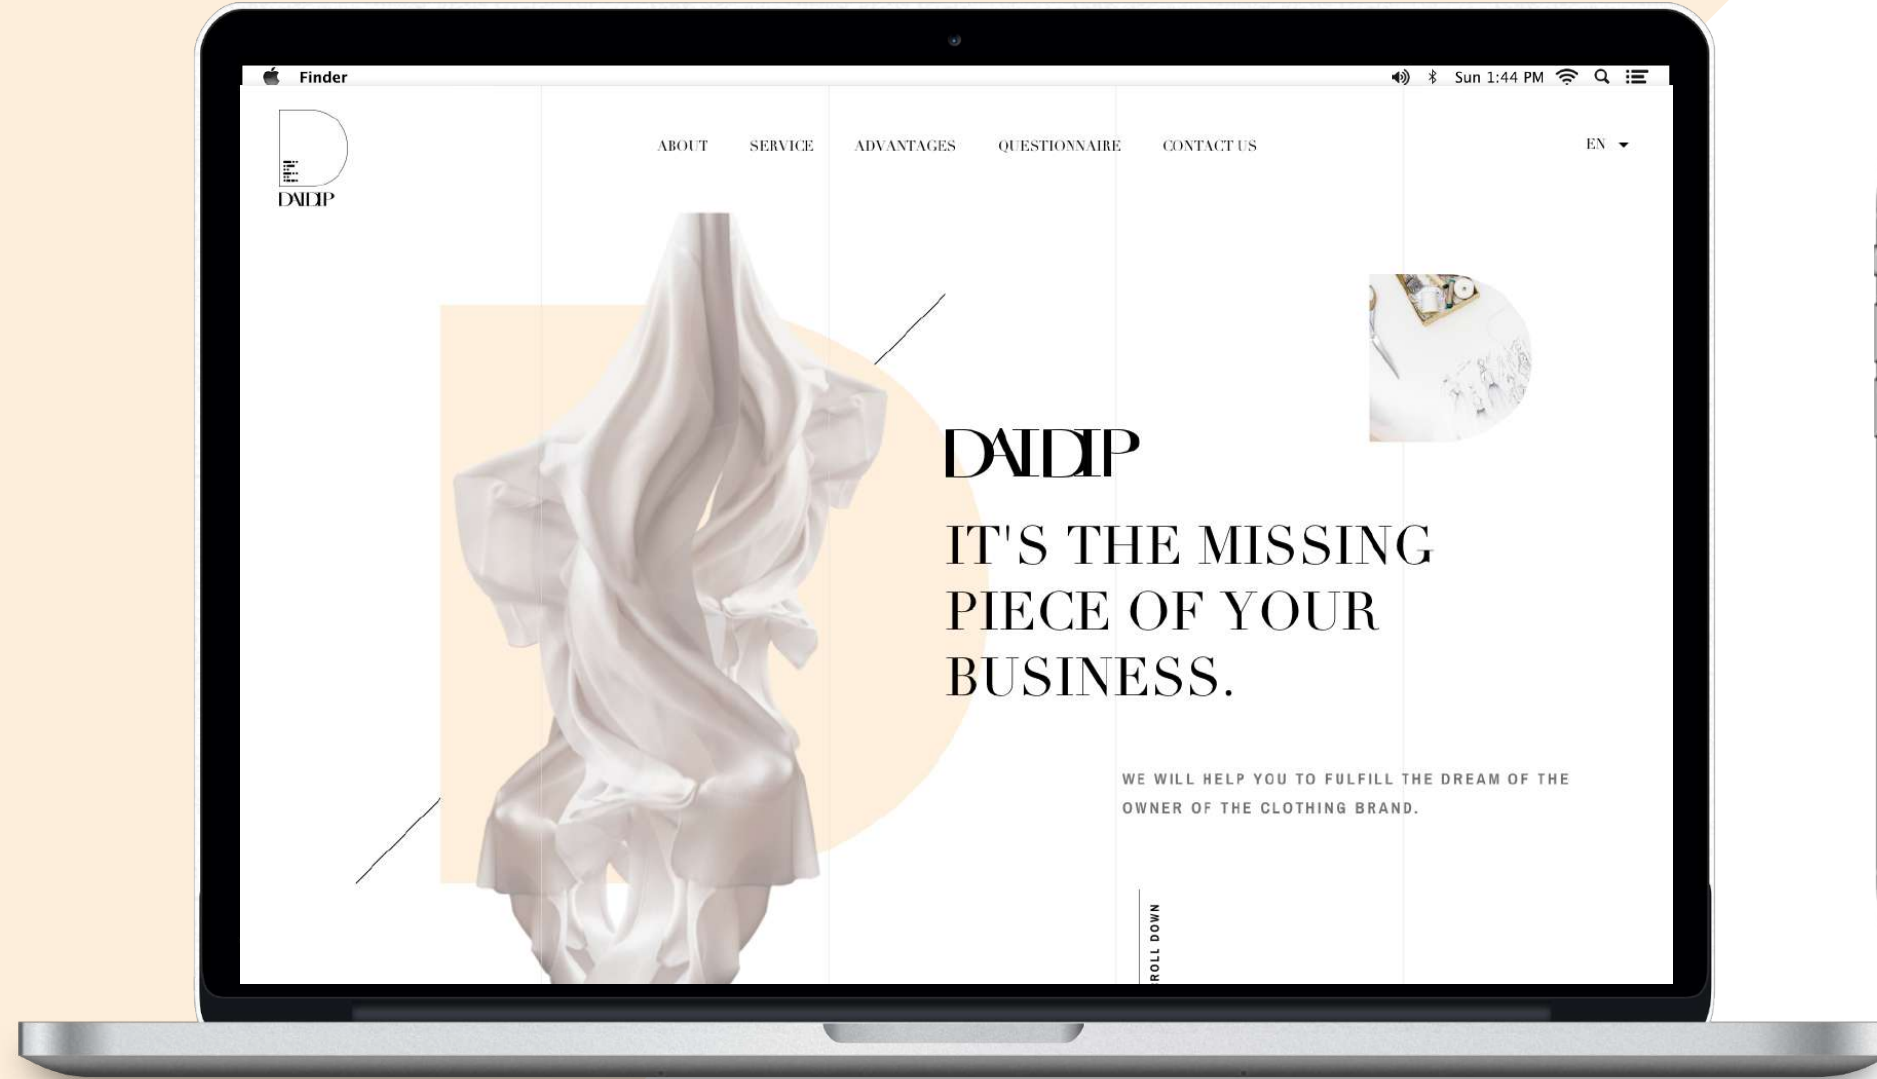 Finder
Sun 1:44 PM
DAIDIP
ABOUT SERVICE ADVANTAGES QUESTIONNAIRE CONTACT US
EN
DAIDIP
IT'S THE MISSING
PIECE OF YOUR
BUSINESS.
WE WILL HELP YOU TO FULFILL THE DREAM OF THE
OWNER OF THE CLOTHING BRAND.
ROLL DOWN